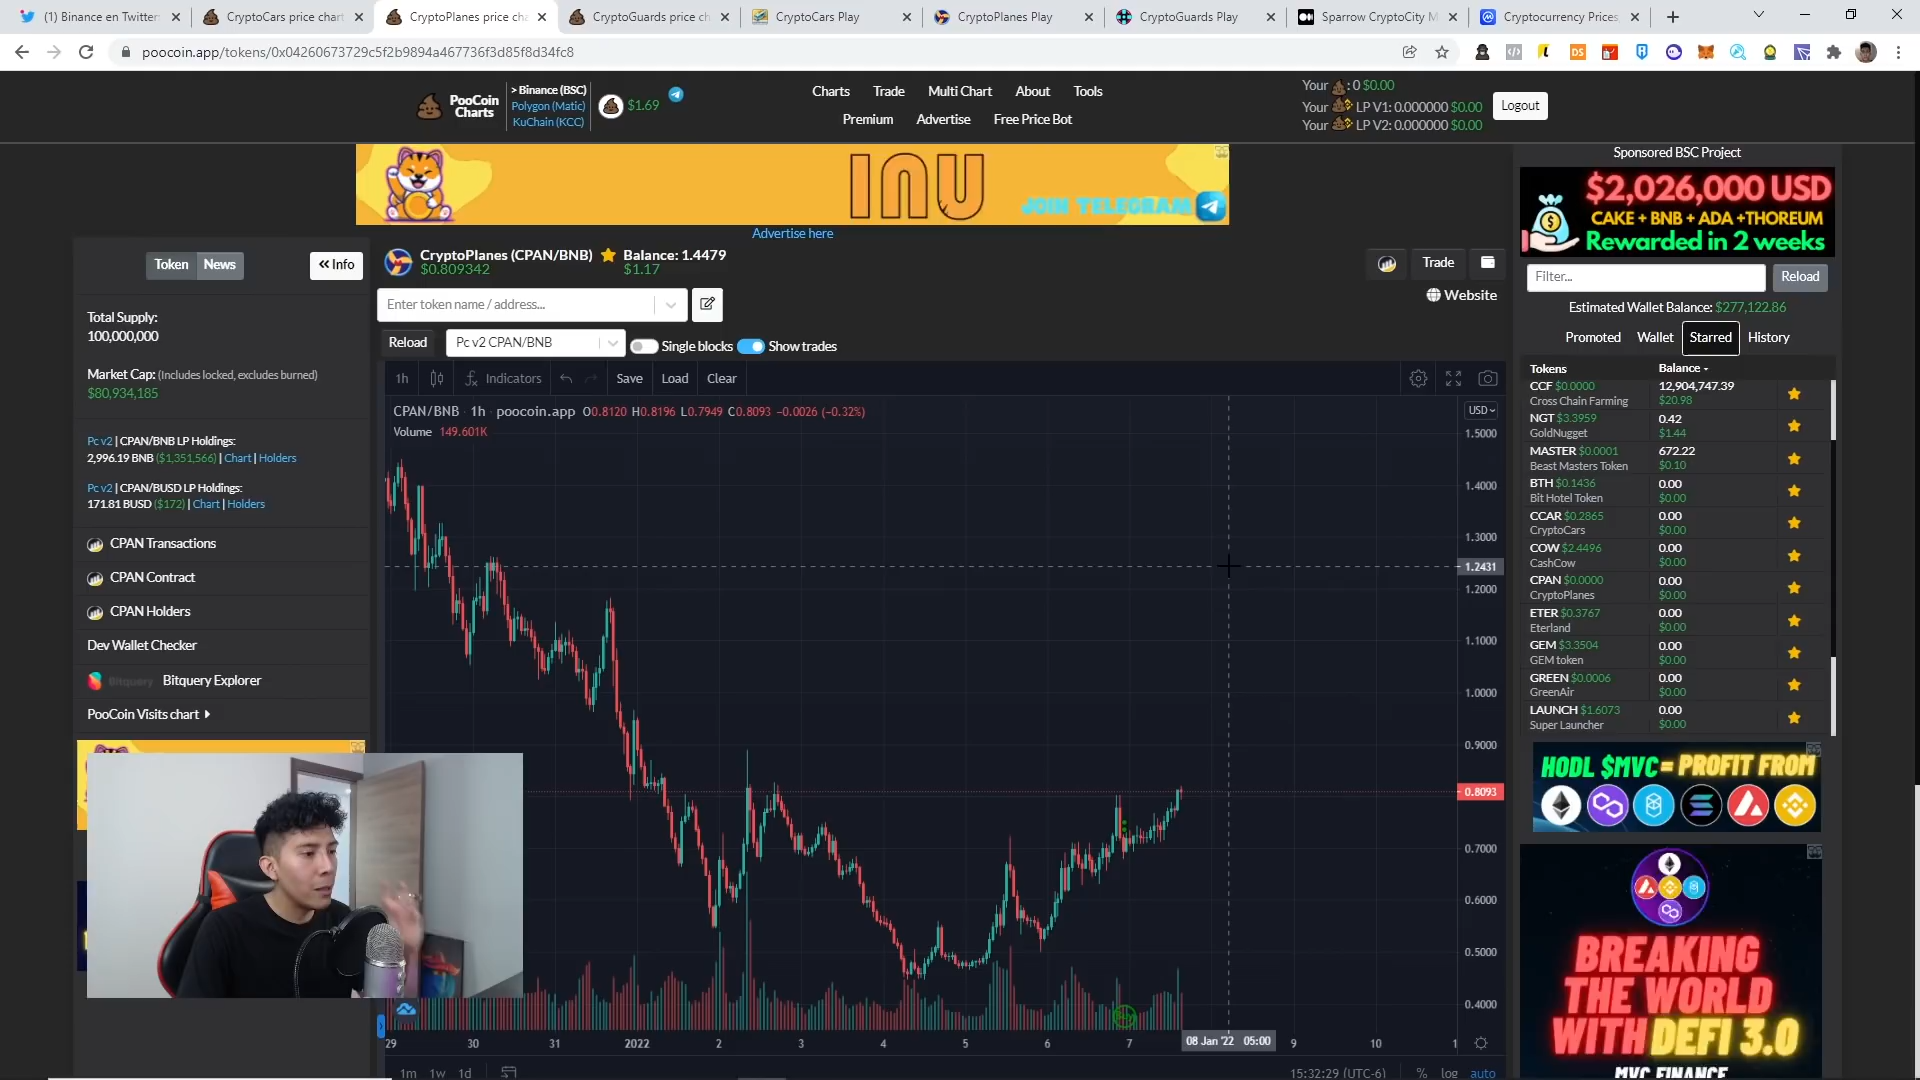 (1) Binance en Twitter:
CryptoCars price chart
CryptoPlanes price cha
CryptoGuards price ch
CryptoCars Play
CryptoPlanes Play
CryptoGuards Play
Sparrow CryptoCity M
Cryptocurrency Prices,
poocoin.app/tokens/0x04260673729c5f2b9894a467736f3d85f8d34fc8
PooCoin
Charts
> Binance (BSC)
Polygon (Matic)
KuChain (KCC)
$1.69
Charts
Trade
Multi Chart
About
Tools
Premium
Advertise
Free Price Bot
Your : 0 $0.00
Your LP V1: 0.000000 $0.00
Your LP V2: 0.000000 $0.00
Logout
INU
JOIN TELEGRAM
Advertise here
Token
News
« Info
Total Supply:
100,000,000
Market Cap: (Includes locked, excludes burned)
$80,934,185
Pc v2 | CPAN/BNB LP Holdings:
2,996.19 BNB ($1,351,566) | Chart | Holders
Pc v2 | CPAN/BUSD LP Holdings:
171.81 BUSD ($172) | Chart | Holders
CPAN Transactions
CPAN Contract
CPAN Holders
Dev Wallet Checker
Bitquery Bitquery Explorer
PooCoin Visits chart
CryptoPlanes (CPAN/BNB)
$0.809342
Balance: 1.4479
$1.17
Trade
Website
Enter token name / address...
Reload
Pc v2 CPAN/BNB
Single blocks
Show trades
1h
Indicators
Save
Load
Clear
CPAN/BNB · 1h · poocoin.app O0.8120 H0.8196 L0.7949 C0.8093 −0.0026 (−0.32%)
Volume 149.601K
USD
1.5000
1.4000
1.3000
1.2431
1.2000
1.1000
1.0000
0.9000
0.8093
0.7000
0.6000
0.5000
0.4000
29
30
31
2022
2
3
4
5
6
7
08 Jan '22 05:00
9
10
1
1m
1w
1d
15:32:29 (UTC-6)
%
log
auto
Sponsored BSC Project
$2,026,000 USD
CAKE + BNB + ADA +THOREUM
Rewarded in 2 weeks
Filter...
Reload
Estimated Wallet Balance: $277,122.86
Promoted
Wallet
Starred
History
Tokens
Balance
CCF $0.0000 12,904,747.39
Cross Chain Farming $20.98
NGT $3.3959 0.42
GoldNugget $1.44
MASTER $0.0001 672.22
Beast Masters Token $0.10
BTH $0.1436 0.00
Bit Hotel Token $0.00
CCAR $0.2865 0.00
CryptoCars $0.00
COW $2.4496 0.00
CashCow $0.00
CPAN $0.0000 0.00
CryptoPlanes $0.00
ETER $0.3767 0.00
Eterland $0.00
GEM $3.3504 0.00
GEM token $0.00
GREEN $0.0006 0.00
GreenAir $0.00
LAUNCH $1.6073 0.00
Super Launcher $0.00
HODL $MVC = PROFIT FROM
BREAKING
THE WORLD
WITH DEFI 3.0
MVC FINANCE